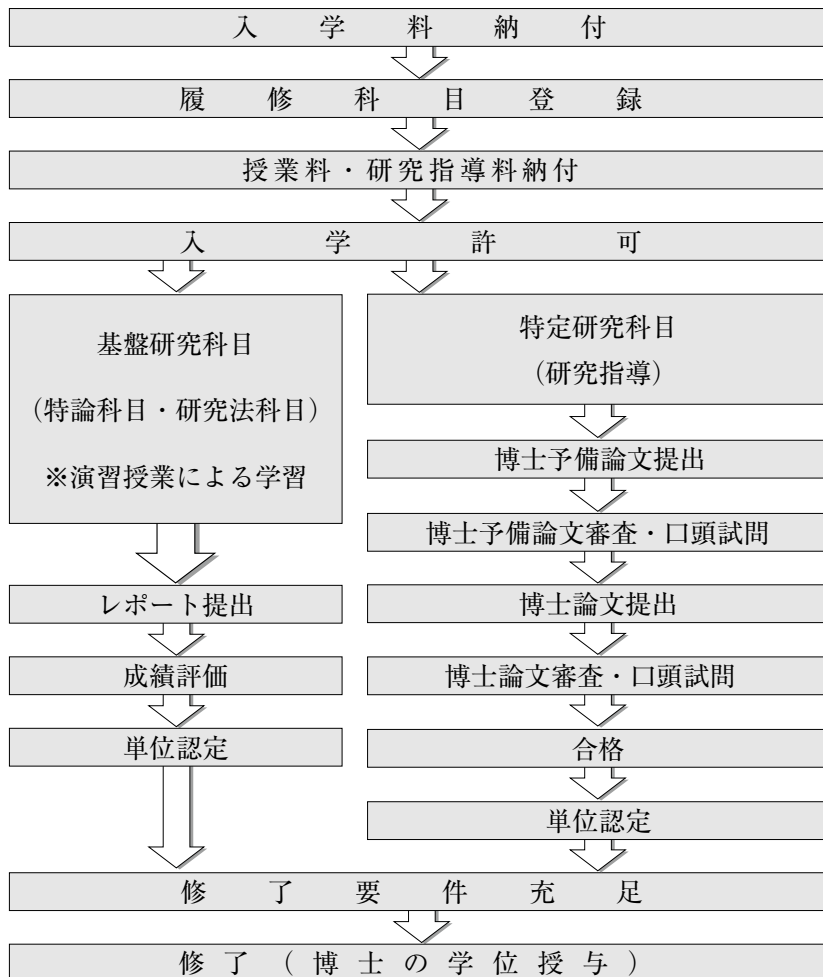 入学料納付
履修科目登録
授業料・研究指導料納付
入学許可
基盤研究科目
（特論科目・研究法科目）
※演習授業による学習
レポート提出
成績評価
単位認定
特定研究科目
（研究指導）
博士予備論文提出
博士予備論文審査・口頭試問
博士論文提出
博士論文審査・口頭試問
合格
単位認定
修了要件充足
修了（博士の学位授与）